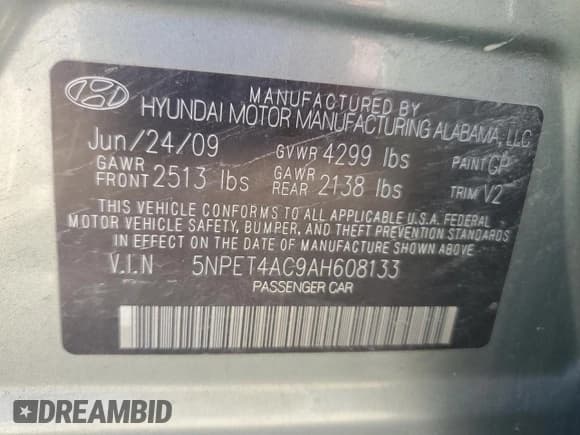 MANUFACTURED BY
HYUNDAI MOTOR MANUFACTURING ALABAMA, LLC
Jun/24/09 GVWR 4299 lbs PAINT GP
GAWR FRONT 2513 lbs GAWR REAR 2138 lbs TRIM V2
THIS VEHICLE CONFORMS TO ALL APPLICABLE U.S.A. FEDERAL
MOTOR VEHICLE SAFETY, BUMPER, AND THEFT PREVENTION STANDARDS
IN EFFECT ON THE DATE OF MANUFACTURE SHOWN ABOVE.
V.I.N 5NPET4AC9AH608133
PASSENGER CAR
DREAMBID